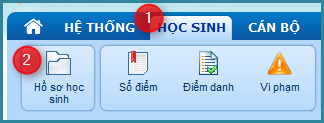 HỆ THỐNG 1 HỌC SINH CÁN BỘ
2
Hồ sơ học
sinh
Sổ điểm
Điểm danh
Vi phạm